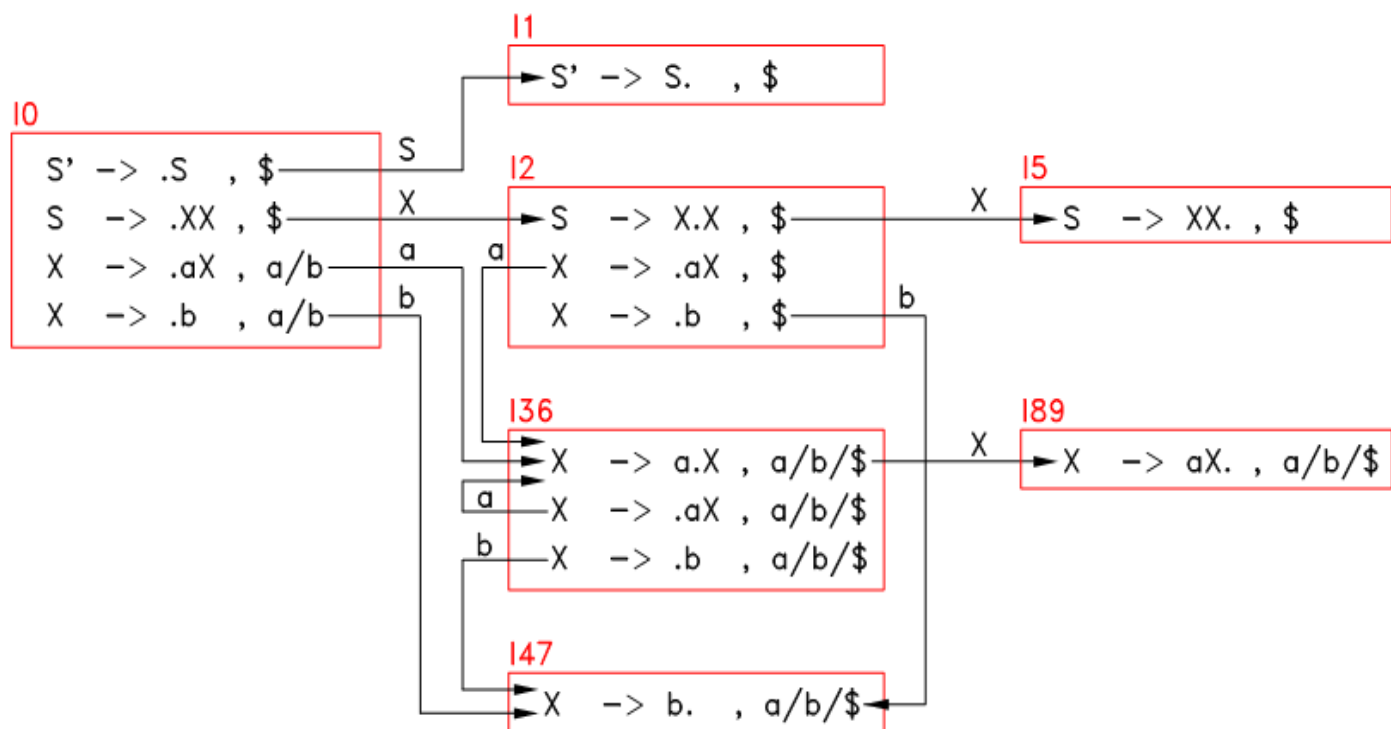 I1
S' -> S. , $
I0
S' -> .S , $
S -> .XX , $
X -> .aX , a/b
X -> .b , a/b
S
X
a
b
I2
S -> X.X , $
X -> .aX , $
X -> .b , $
a
b
X
I5
S -> XX. , $
I36
X -> a.X , a/b/$
X -> .aX , a/b/$
X -> .b , a/b/$
a
b
X
I89
X -> aX. , a/b/$
I47
X -> b. , a/b/$